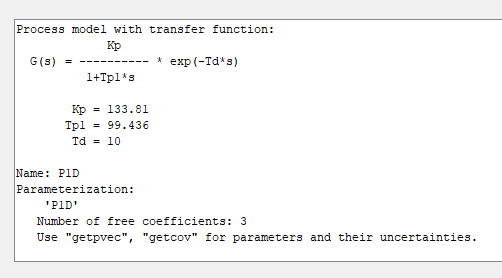 Process model with transfer function:
Kp
G(s) = ---------- * exp(-Td*s)
1+Tp1*s
Kp = 133.81
Tp1 = 99.436
Td = 10
Name: P1D
Parameterization:
'P1D'
Number of free coefficients: 3
Use "getpvec", "getcov" for parameters and their uncertainties.